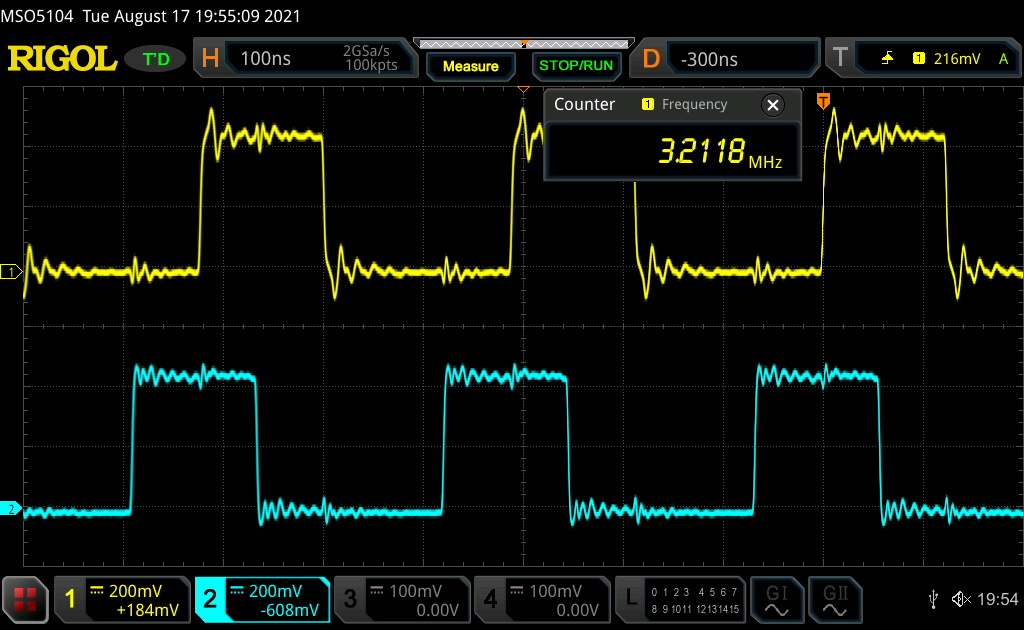 MSO5104 Tue August 17 19:55:09 2021
RIGOL T'D H 100ns 2GSa/s 100kpts Measure STOP/RUN D -300ns T 1 216mV A
Counter 1 Frequency
3.2118 MHz
T
1
2
1 200mV +184mV
2 200mV -608mV
3 100mV 0.00V
4 100mV 0.00V
L 0 1 2 3 4 5 6 7
8 9 10 11 12 13 14 15
GI
GII
19:54